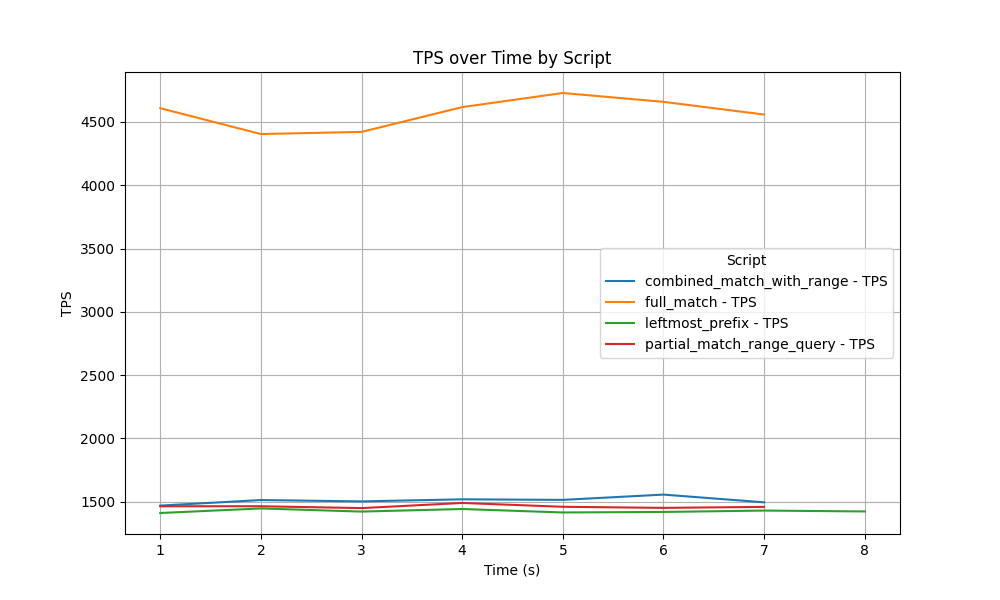 TPS over Time by Script
TPS
4500
4000
3500
3000
2500
2000
1500
Script
combined_match_with_range - TPS
full_match - TPS
leftmost_prefix - TPS
partial_match_range_query - TPS
1 2 3 4 5 6 7 8
Time (s)